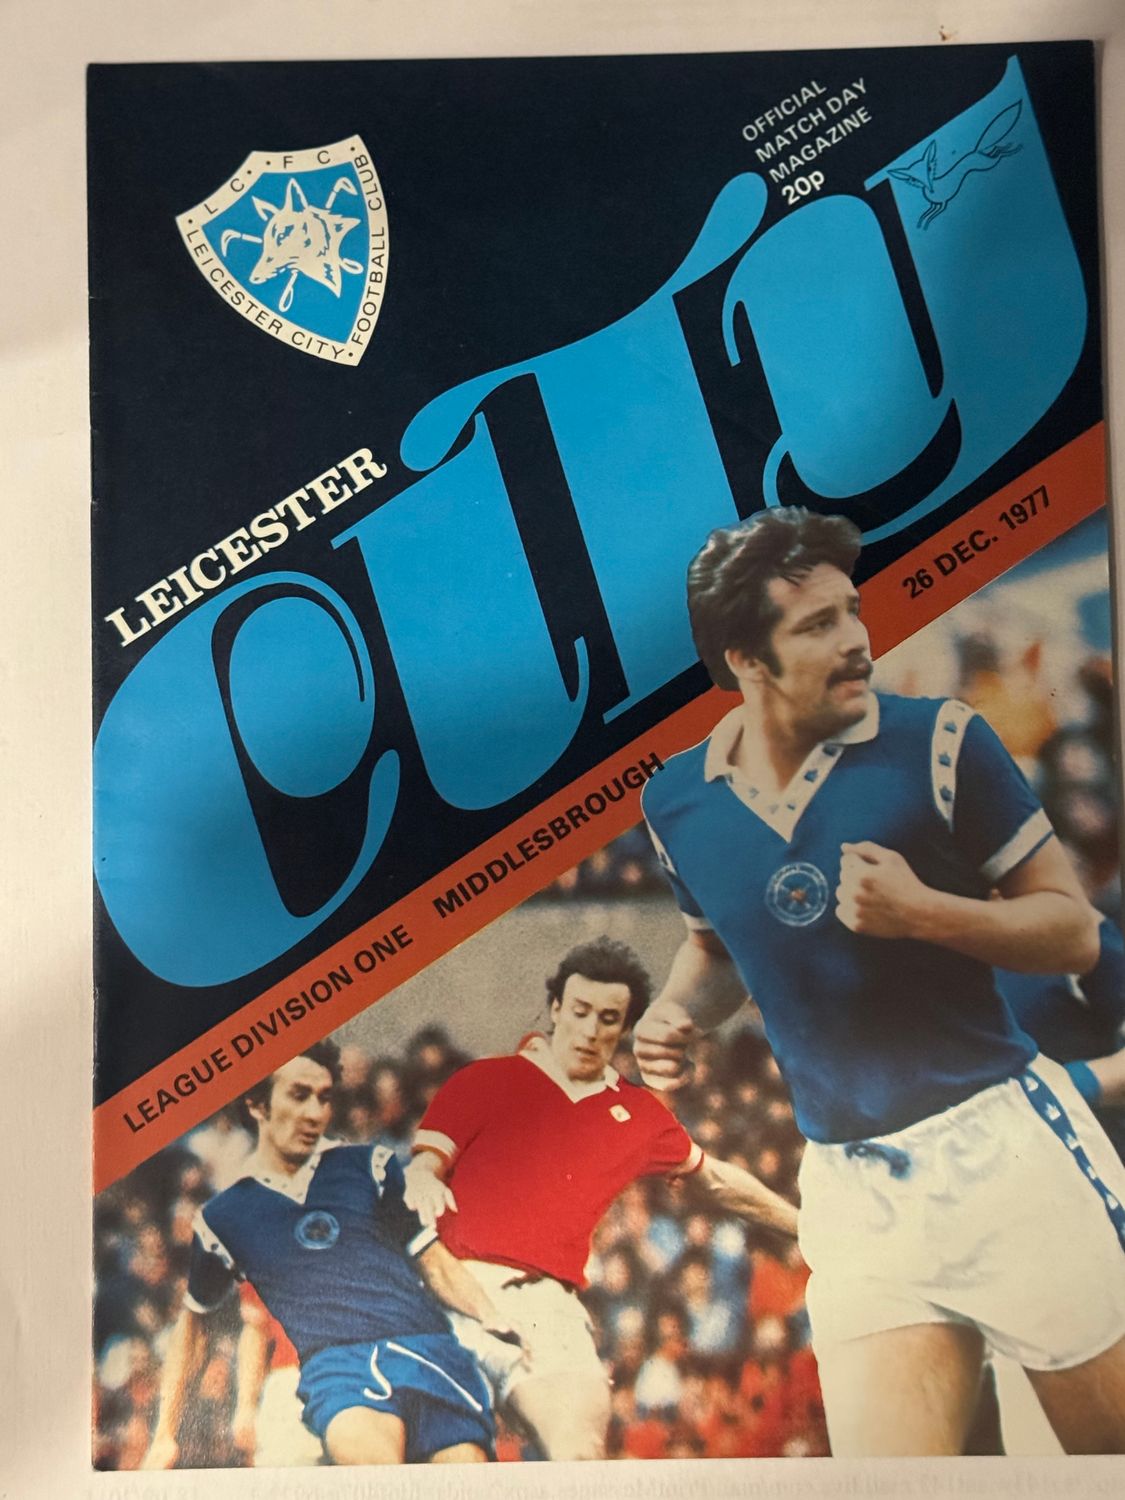 OFFICIAL
MATCH DAY
MAGAZINE
20p
L C · F C ·
· LEICESTER CITY · FOOTBALL CLUB
LEICESTER
city
26 DEC. 1977
LEAGUE DIVISION ONE MIDDLESBROUGH